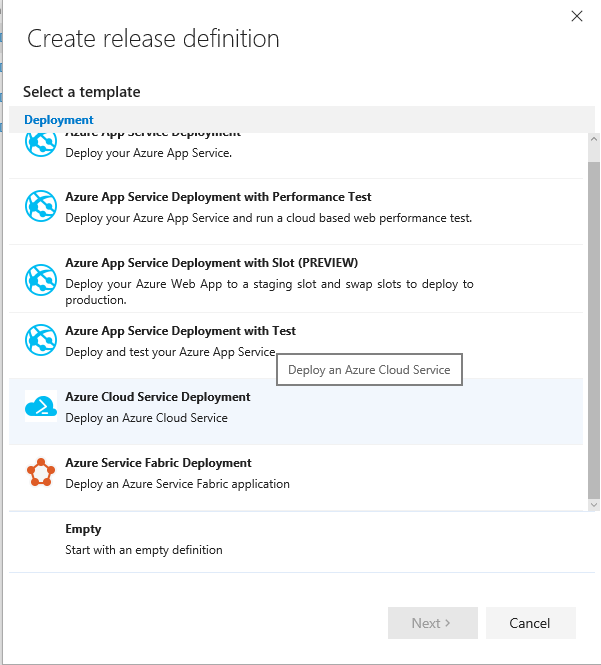 Create release definition
Select a template
Deployment
Azure App Service Deployment
Deploy your Azure App Service.
Azure App Service Deployment with Performance Test
Deploy your Azure App Service and run a cloud based web performance test.
Azure App Service Deployment with Slot (PREVIEW)
Deploy your Azure Web App to a staging slot and swap slots to deploy to
production.
Azure App Service Deployment with Test
Deploy and test your Azure App Service.
Deploy an Azure Cloud Service
Azure Cloud Service Deployment
Deploy an Azure Cloud Service
Azure Service Fabric Deployment
Deploy an Azure Service Fabric application
Empty
Start with an empty definition
Next >
Cancel